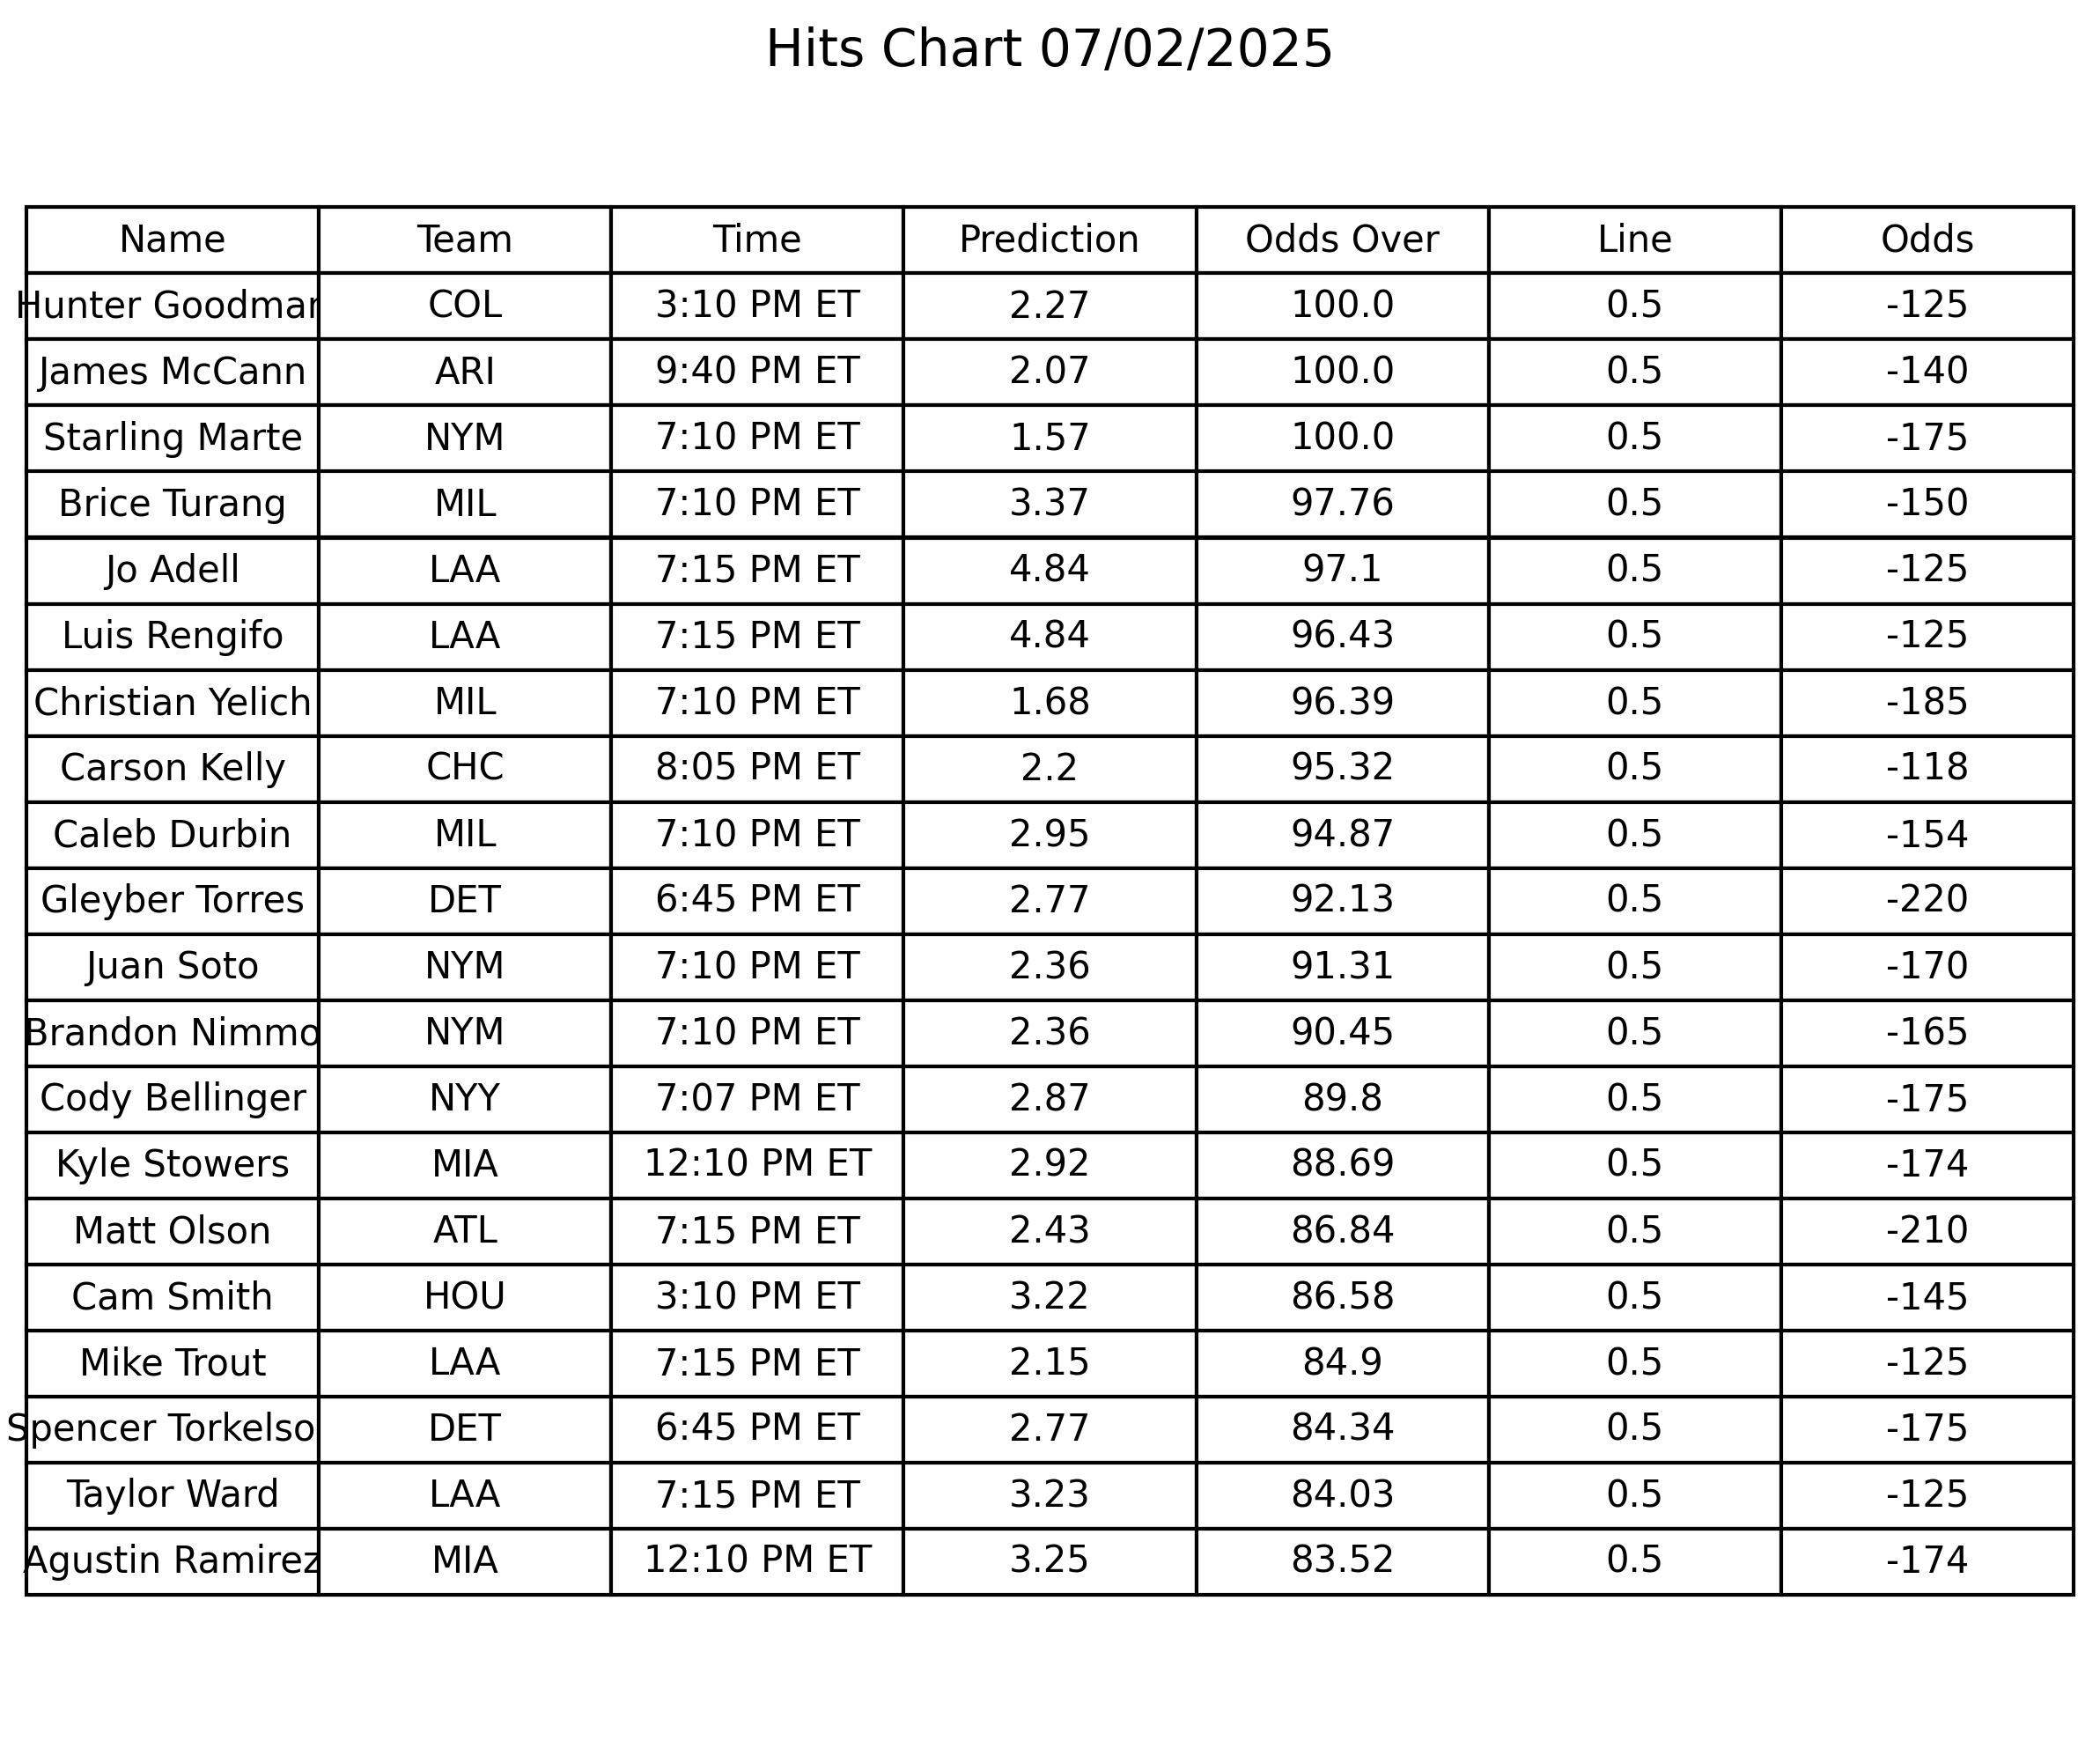 Hits Chart 07/02/2025
Name Team Time Prediction Odds Over Line Odds
Hunter Goodman COL 3:10 PM ET 2.27 100.0 0.5 -125
James McCann ARI 9:40 PM ET 2.07 100.0 0.5 -140
Starling Marte NYM 7:10 PM ET 1.57 100.0 0.5 -175
Brice Turang MIL 7:10 PM ET 3.37 97.76 0.5 -150
Jo Adell LAA 7:15 PM ET 4.84 97.1 0.5 -125
Luis Rengifo LAA 7:15 PM ET 4.84 96.43 0.5 -125
Christian Yelich MIL 7:10 PM ET 1.68 96.39 0.5 -185
Carson Kelly CHC 8:05 PM ET 2.2 95.32 0.5 -118
Caleb Durbin MIL 7:10 PM ET 2.95 94.87 0.5 -154
Gleyber Torres DET 6:45 PM ET 2.77 92.13 0.5 -220
Juan Soto NYM 7:10 PM ET 2.36 91.31 0.5 -170
Brandon Nimmo NYM 7:10 PM ET 2.36 90.45 0.5 -165
Cody Bellinger NYY 7:07 PM ET 2.87 89.8 0.5 -175
Kyle Stowers MIA 12:10 PM ET 2.92 88.69 0.5 -174
Matt Olson ATL 7:15 PM ET 2.43 86.84 0.5 -210
Cam Smith HOU 3:10 PM ET 3.22 86.58 0.5 -145
Mike Trout LAA 7:15 PM ET 2.15 84.9 0.5 -125
Spencer Torkelso DET 6:45 PM ET 2.77 84.34 0.5 -175
Taylor Ward LAA 7:15 PM ET 3.23 84.03 0.5 -125
Agustin Ramirez MIA 12:10 PM ET 3.25 83.52 0.5 -174